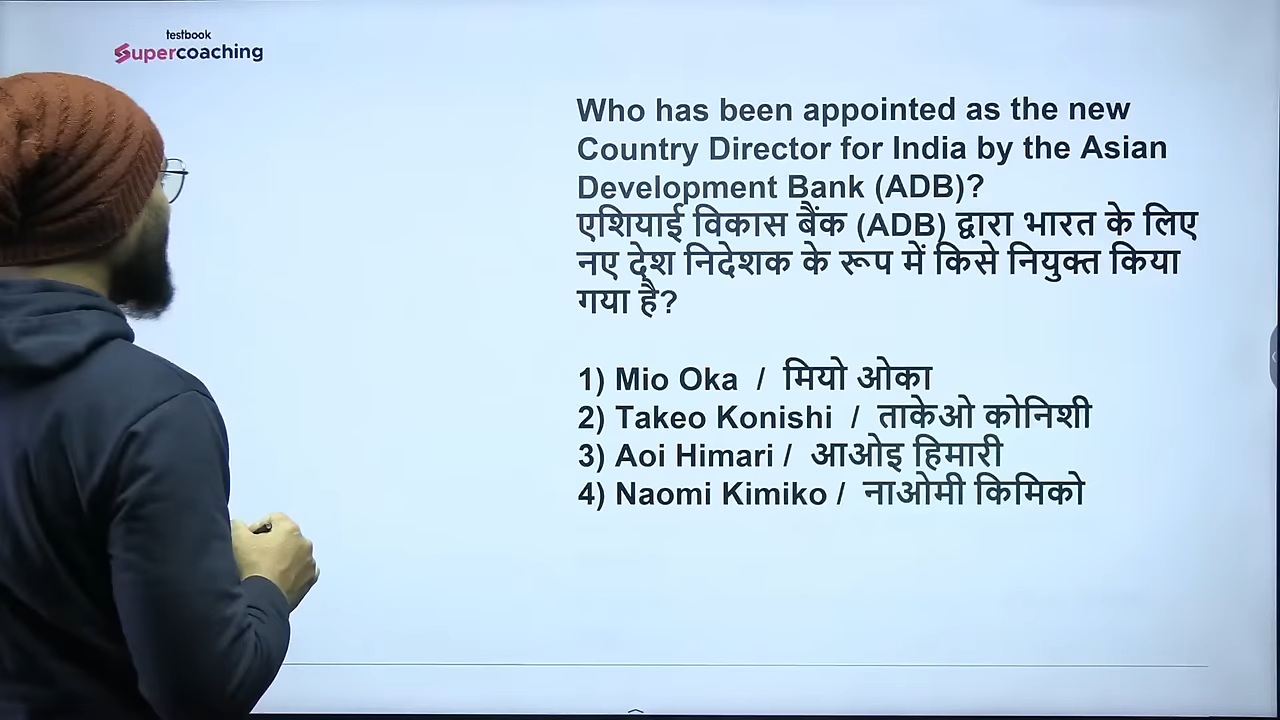 testbook
Supercoaching
Who has been appointed as the new
Country Director for India by the Asian
Development Bank (ADB)?
एशियाई विकास बैंक (ADB) द्वारा भारत के लिए
नए देश निदेशक के रूप में किसे नियुक्त किया
गया है?
1) Mio Oka / मियो ओका
2) Takeo Konishi / ताकेओ कोनिशी
3) Aoi Himari / आओइ हिमारी
4) Naomi Kimiko / नाओमी किमिको